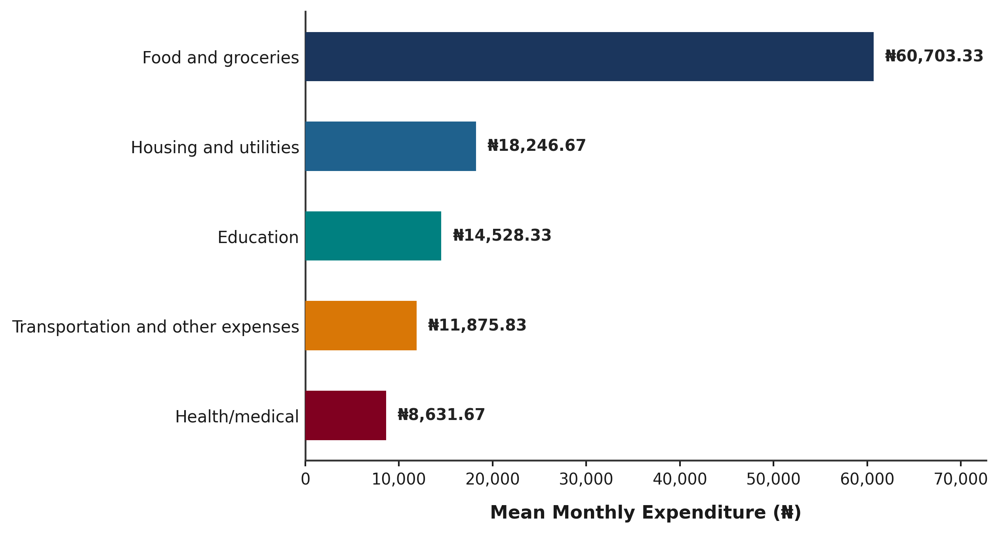 Food and groceries ₦60,703.33
Housing and utilities ₦18,246.67
Education ₦14,528.33
Transportation and other expenses ₦11,875.83
Health/medical ₦8,631.67
0 10,000 20,000 30,000 40,000 50,000 60,000 70,000
Mean Monthly Expenditure (₦)